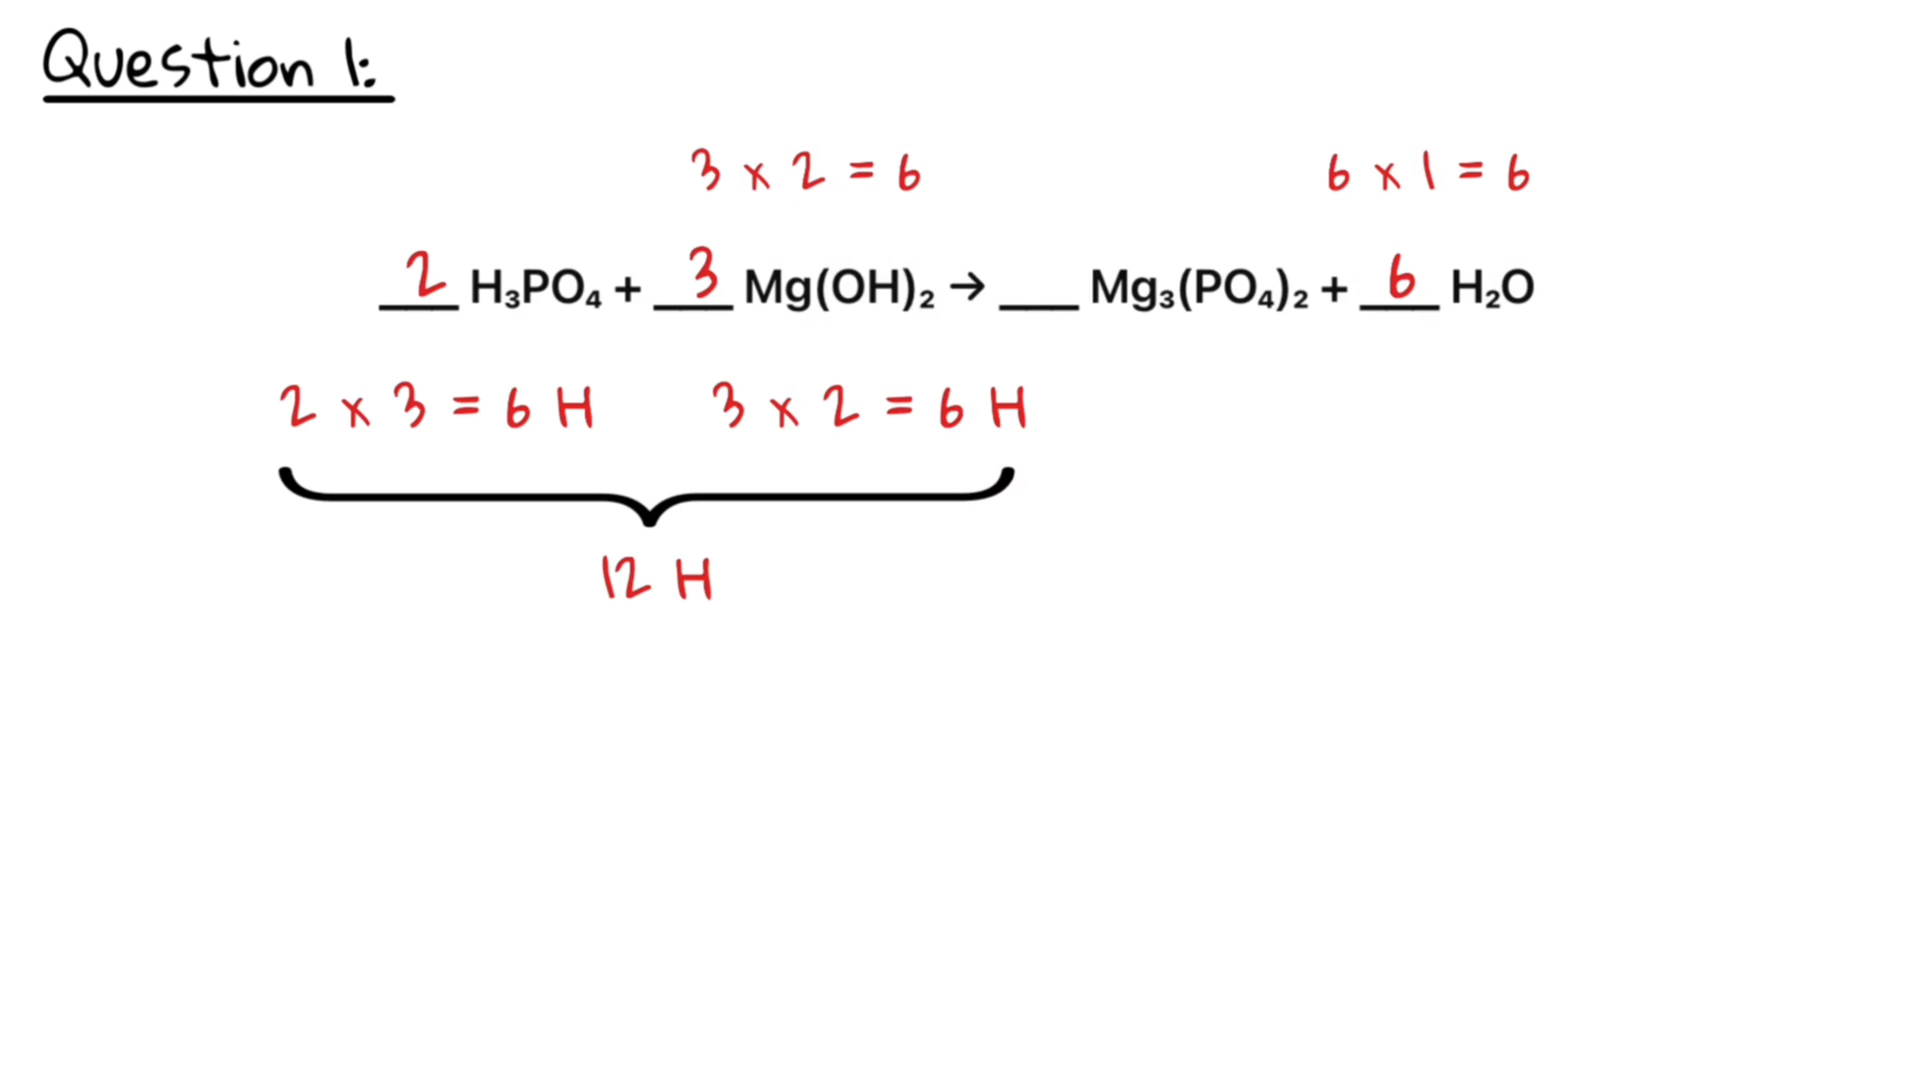 Question 1:
3 x 2 = 6 6 x 1 = 6
2 H₃PO₄ + 3 Mg(OH)₂ → ___ Mg₃(PO₄)₂ + 6 H₂O
2 x 3 = 6 H 3 x 2 = 6 H
12 H